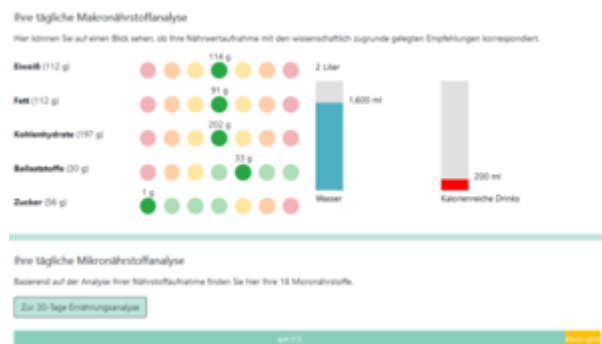 Ihre tägliche Makronährstoffanalyse
Hier können Sie auf einen Blick sehen, ob Ihre Nährwertaufnahme mit den wissenschaftlich zugrunde gelegten Empfehlungen korrespondiert.
Eiweiß (112 g)
114 g
2 Liter
Fett (112 g)
91 g
1.600 ml
Kohlenhydrate (197 g)
202 g
Ballaststoffe (30 g)
33 g
200 ml
Zucker (56 g)
1 g
Wasser
Kalorienreiche Drinks
Ihre tägliche Mikronährstoffanalyse
Basierend auf der Analyse Ihrer Nährstoffaufnahme finden Sie hier Ihre 18 Micronährstoffe.
Zur 30-Tage Ernährungsanalyse